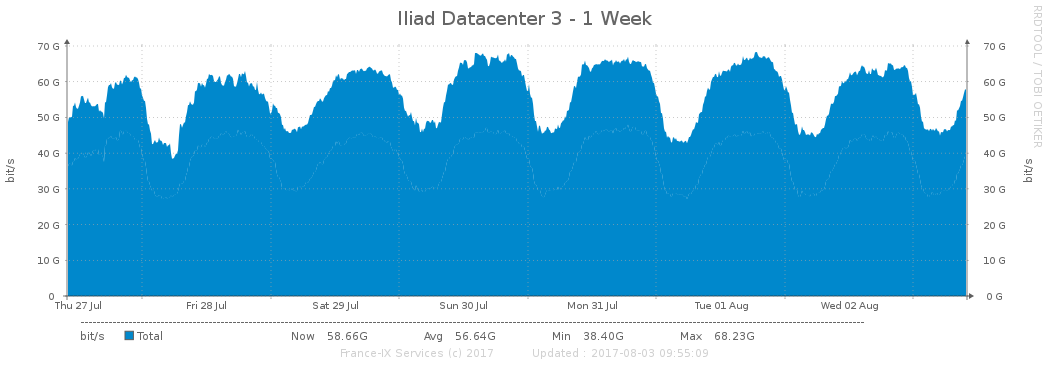 Iliad Datacenter 3 - 1 Week
RRDTOOL / TOBI OETIKER
70 G 70 G
60 G 60 G
50 G 50 G
40 G 40 G
30 G 30 G
20 G 20 G
10 G 10 G
0 0 G
bit/s bit/s
Thu 27 Jul Fri 28 Jul Sat 29 Jul Sun 30 Jul Mon 31 Jul Tue 01 Aug Wed 02 Aug
bit/s Total Now 58.66G Avg 56.64G Min 38.40G Max 68.23G
France-IX Services (c) 2017 Updated : 2017-08-03 09:55:09